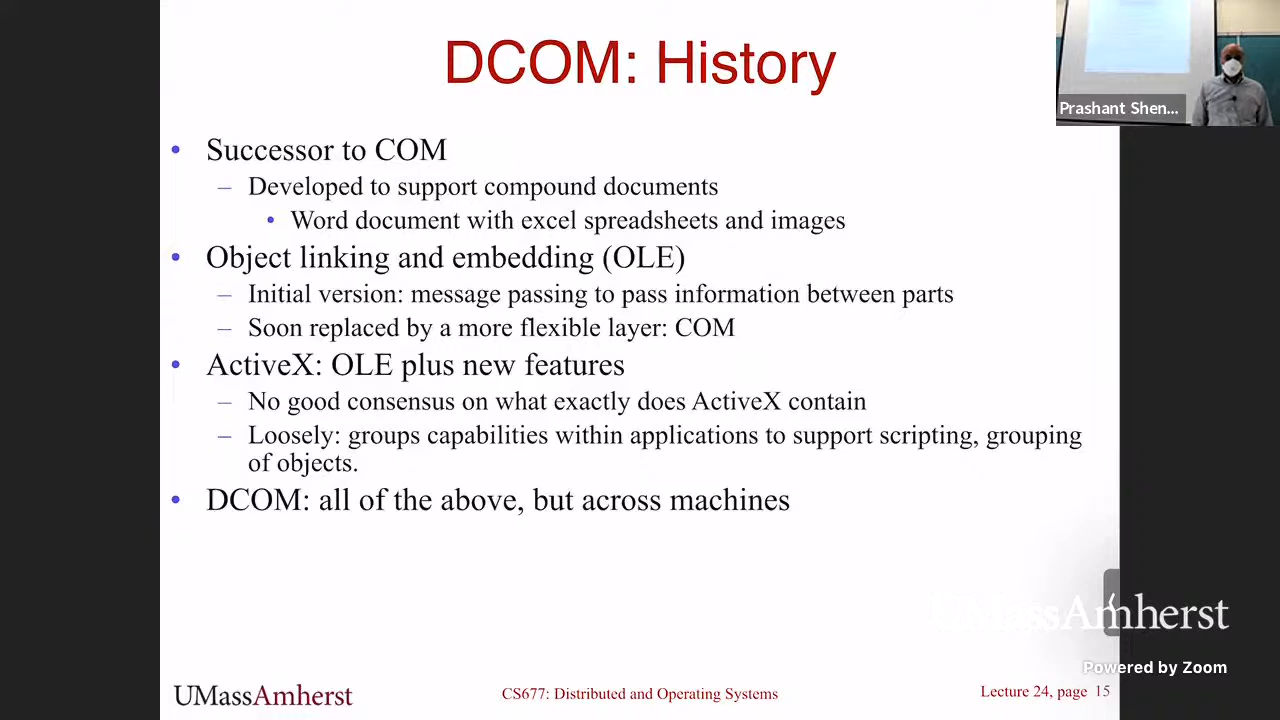 DCOM: History
Prashant Shen...
• Successor to COM
– Developed to support compound documents
• Word document with excel spreadsheets and images
• Object linking and embedding (OLE)
– Initial version: message passing to pass information between parts
– Soon replaced by a more flexible layer: COM
• ActiveX: OLE plus new features
– No good consensus on what exactly does ActiveX contain
– Loosely: groups capabilities within applications to support scripting, grouping
of objects.
• DCOM: all of the above, but across machines
UMassAmherst
Powered by Zoom
UMassAmherst
CS677: Distributed and Operating Systems
Lecture 24, page 15